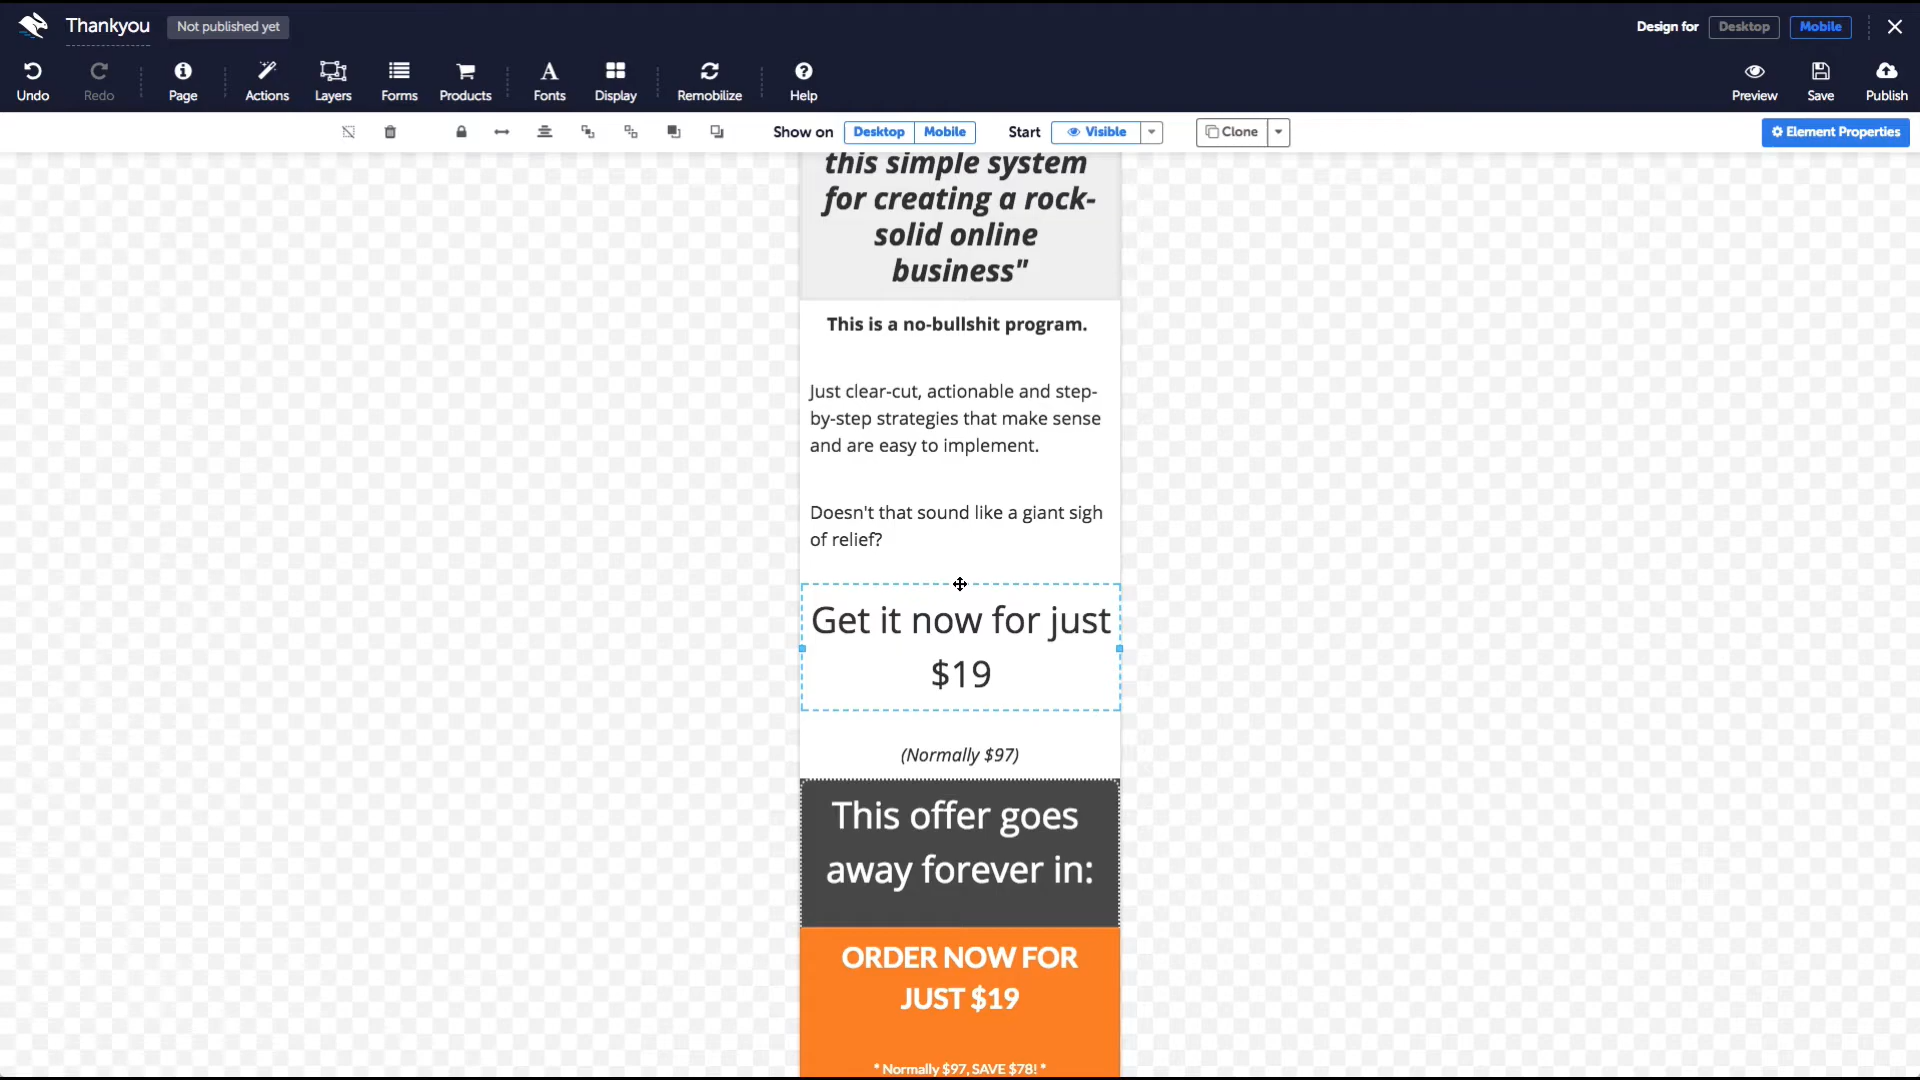 Thankyou
Not published yet
Design for
Desktop
Mobile
Undo
Redo
Page
Actions
Layers
Forms
Products
Fonts
Display
Remobilize
Help
Preview
Save
Publish
Show on
Desktop
Mobile
Start
Visible
Clone
Element Properties
this simple system
for creating a rock-
solid online
business"
This is a no-bullshit program.
Just clear-cut, actionable and step-
by-step strategies that make sense
and are easy to implement.
Doesn't that sound like a giant sigh
of relief?
Get it now for just
$19
(Normally $97)
This offer goes
away forever in:
ORDER NOW FOR
JUST $19
* Normally $97, SAVE $78! *